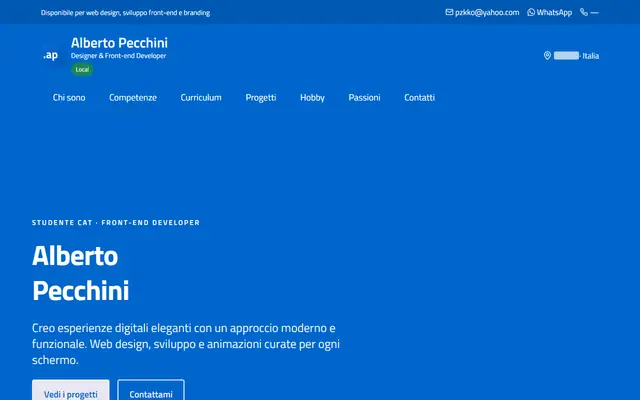 Disponibile per web design, sviluppo front-end e branding
pzkko@yahoo.com WhatsApp —
.ap
Alberto Pecchini
Designer & Front-end Developer
Local
- Italia
Chi sono Competenze Curriculum Progetti Hobby Passioni Contatti
STUDENTE CAT · FRONT-END DEVELOPER
Alberto
Pecchini
Creo esperienze digitali eleganti con un approccio moderno e
funzionale. Web design, sviluppo e animazioni curate per ogni
schermo.
Vedi i progetti Contattami